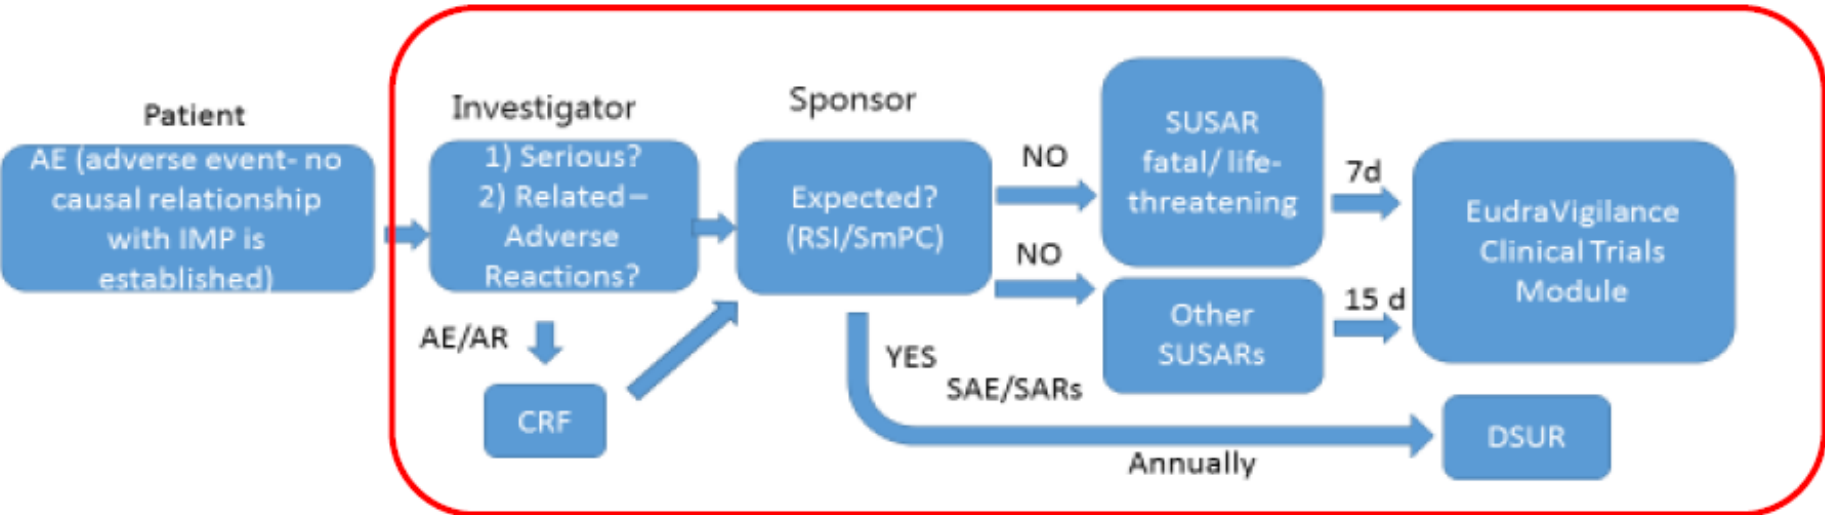 Patient
AE (adverse event- no
causal relationship
with IMP is
established)
Investigator
1) Serious?
2) Related–
Adverse
Reactions?
AE/AR
CRF
Sponsor
Expected?
(RSI/SmPC)
NO
NO
YES
SAE/SARs
Annually
SUSAR
fatal/ life-
threatening
Other
SUSARs
7d
15 d
EudraVigilance
Clinical Trials
Module
DSUR